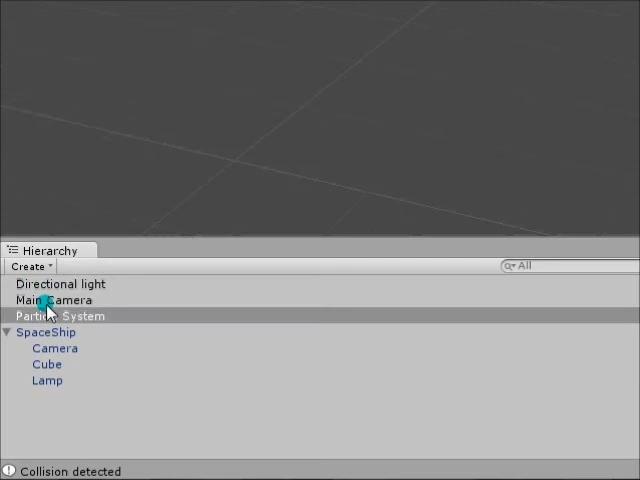 Hierarchy
Create
All
Directional light
Main Camera
Particle System
SpaceShip
Camera
Cube
Lamp
Collision detected